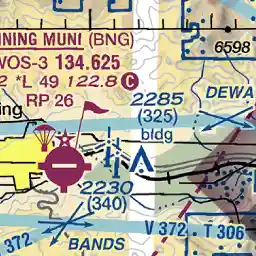 NING MUNI (BNG)
WOS-3 134.625
2 *L 49 122.8 C
RP 26
6598
DEWA
2285
(325)
bldg
ing
2230
(340)
V 372 T 306
372
BANDS